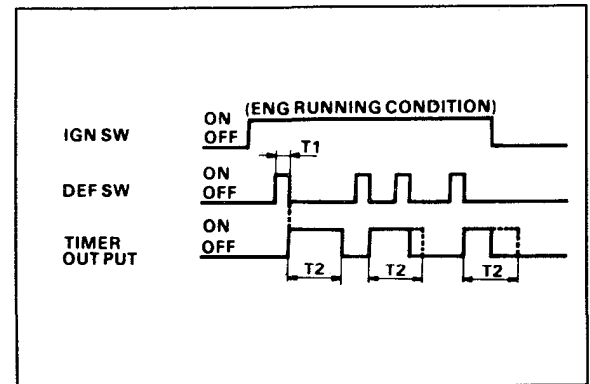 (ENG RUNNING CONDITION)
IGN SW ON
OFF
T1
DEF SW ON
OFF
TIMER OUT PUT ON
OFF
T2 T2 T2